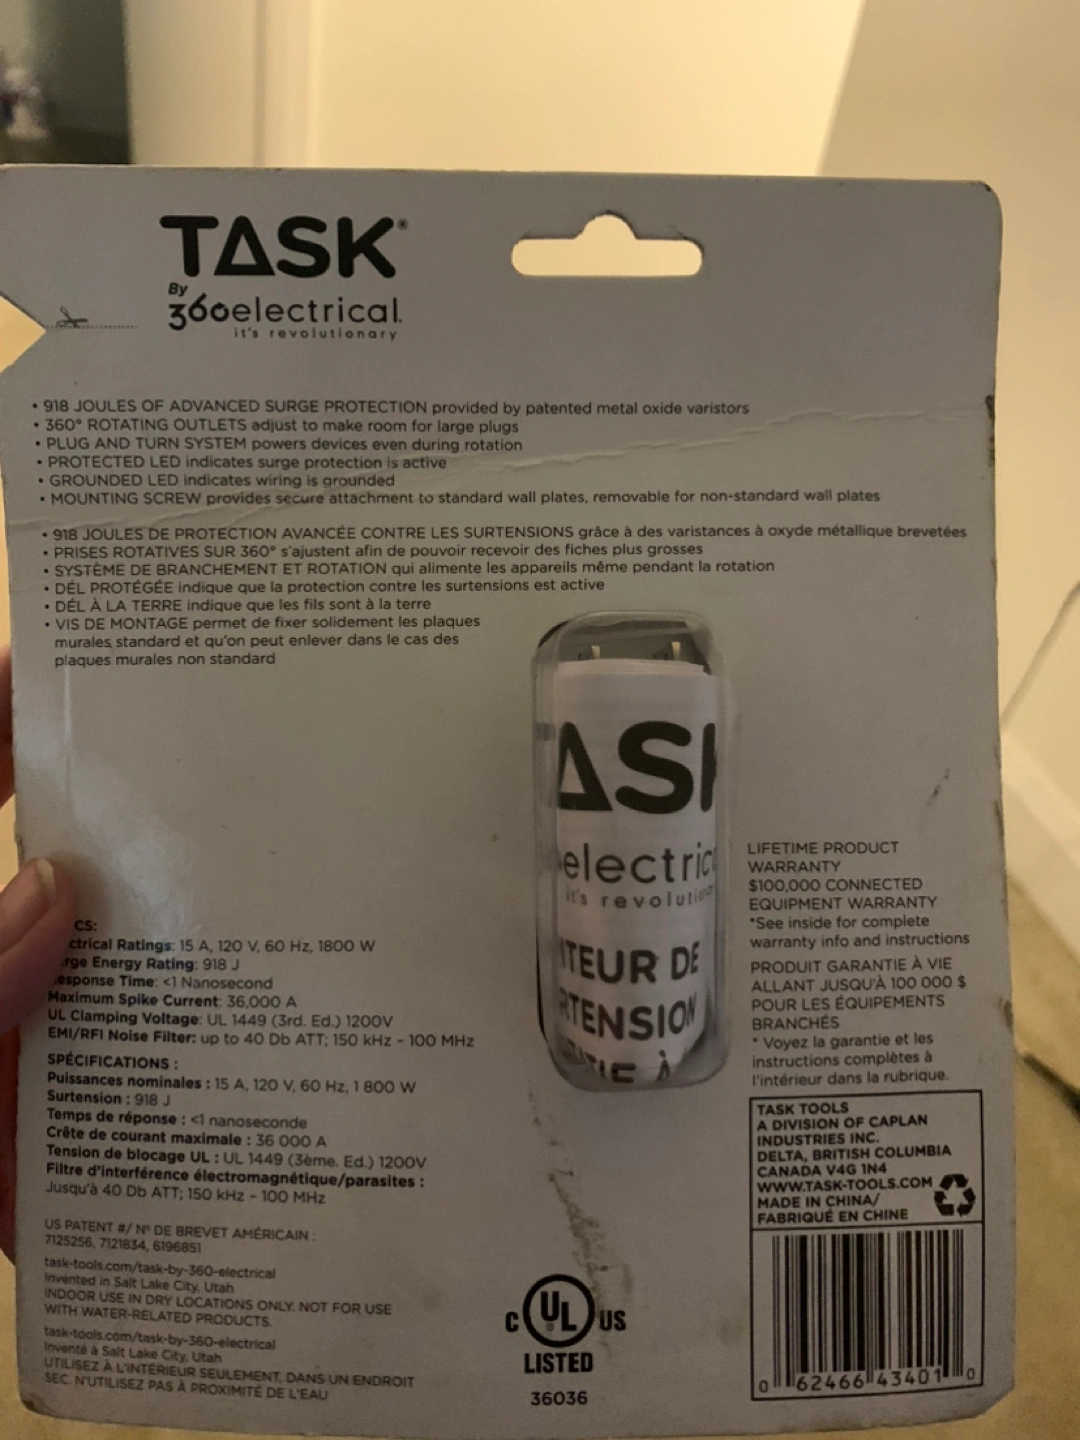 TASK®
By
360electrical.
it's revolutionary
• 918 JOULES OF ADVANCED SURGE PROTECTION provided by patented metal oxide varistors
• 360° ROTATING OUTLETS adjust to make room for large plugs
• PLUG AND TURN SYSTEM powers devices even during rotation
• PROTECTED LED indicates surge protection is active
• GROUNDED LED indicates wiring is grounded
• MOUNTING SCREW provides secure attachment to standard wall plates, removable for non-standard wall plates
• 918 JOULES DE PROTECTION AVANCÉE CONTRE LES SURTENSIONS grâce à des varistances à oxyde métallique brevetées
• PRISES ROTATIVES SUR 360° s'ajustent afin de pouvoir recevoir des fiches plus grosses
• SYSTÈME DE BRANCHEMENT ET ROTATION qui alimente les appareils même pendant la rotation
• DÉL PROTÉGÉE indique que la protection contre les surtensions est active
• DÉL À LA TERRE indique que les fils sont à la terre
• VIS DE MONTAGE permet de fixer solidement les plaques
murales standard et qu'on peut enlever dans le cas des
plaques murales non standard
ASK
electric
it's revolution
TEUR DE
RTENSION
À
CS:
ctrical Ratings: 15 A, 120 V, 60 Hz, 1800 W
rge Energy Rating: 918 J
esponse Time: <1 Nanosecond
Maximum Spike Current: 36,000 A
UL Clamping Voltage: UL 1449 (3rd. Ed.) 1200V
EMI/RFI Noise Filter: up to 40 Db ATT; 150 kHz - 100 MHz
SPÉCIFICATIONS :
Puissances nominales : 15 A, 120 V, 60 Hz, 1 800 W
Surtension : 918 J
Temps de réponse : <1 nanoseconde
Crête de courant maximale : 36 000 A
Tension de blocage UL : UL 1449 (3ème. Ed.) 1200V
Filtre d'interférence électromagnétique/parasites :
Jusqu'à 40 Db ATT; 150 kHz - 100 MHz
US PATENT #/ Nº DE BREVET AMÉRICAIN :
7125256, 7121834, 6196851
task-tools.com/task-by-360-electrical
Invented in Salt Lake City, Utah
INDOOR USE IN DRY LOCATIONS ONLY. NOT FOR USE
WITH WATER-RELATED PRODUCTS.
task-tools.com/task-by-360-electrical
Inventé à Salt Lake City, Utah
UTILISEZ À L'INTÉRIEUR SEULEMENT, DANS UN ENDROIT
SEC. N'UTILISEZ PAS À PROXIMITÉ DE L'EAU
C UL US
LISTED
36036
LIFETIME PRODUCT
WARRANTY
$100,000 CONNECTED
EQUIPMENT WARRANTY
*See inside for complete
warranty info and instructions
PRODUIT GARANTIE À VIE
ALLANT JUSQU'À 100 000 $
POUR LES ÉQUIPEMENTS
BRANCHÉS
* Voyez la garantie et les
instructions complètes à
l'intérieur dans la rubrique.
TASK TOOLS
A DIVISION OF CAPLAN
INDUSTRIES INC.
DELTA, BRITISH COLUMBIA
CANADA V4G 1N4
WWW.TASK-TOOLS.COM
MADE IN CHINA/
FABRIQUÉ EN CHINE
0 62466 43401 0